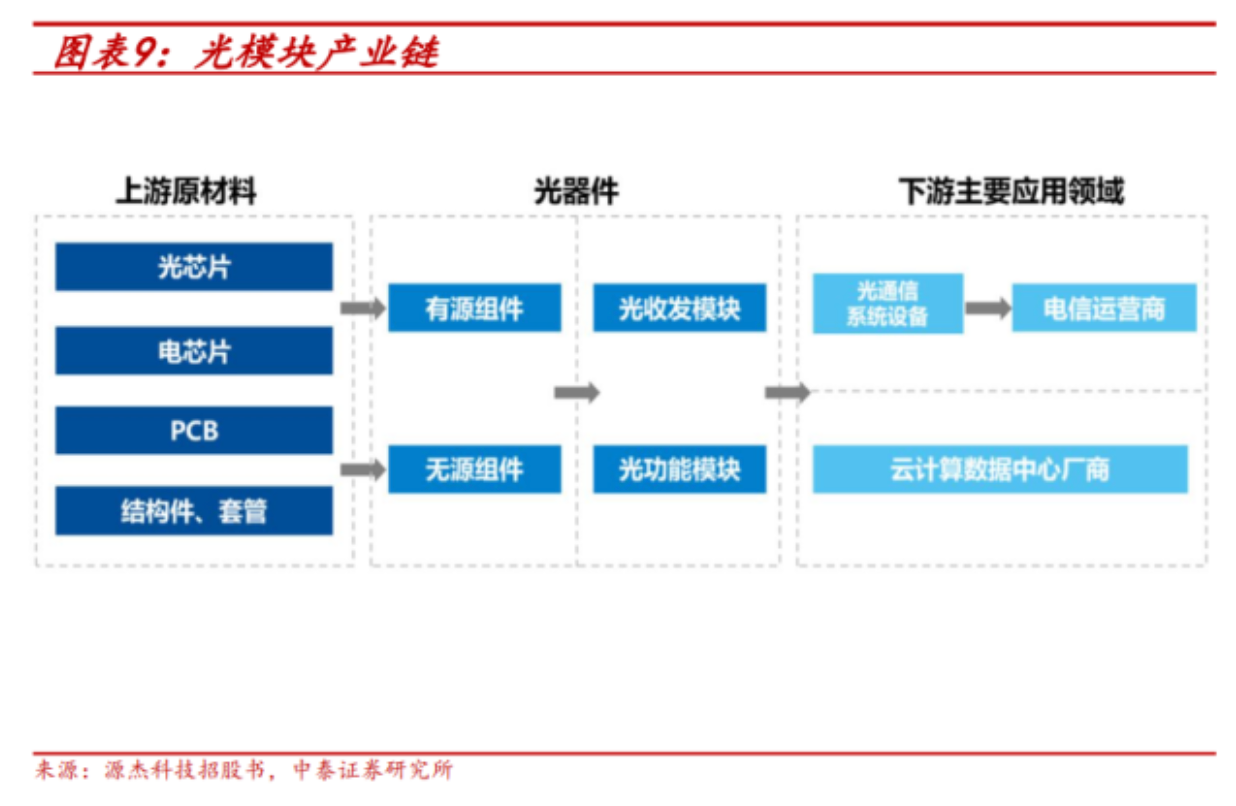 图表9：光模块产业链
上游原材料
光芯片
电芯片
PCB
结构件、套管
光器件
有源组件
光收发模块
无源组件
光功能模块
下游主要应用领域
光通信
系统设备
电信运营商
云计算数据中心厂商
来源：源杰科技招股书，中泰证券研究所